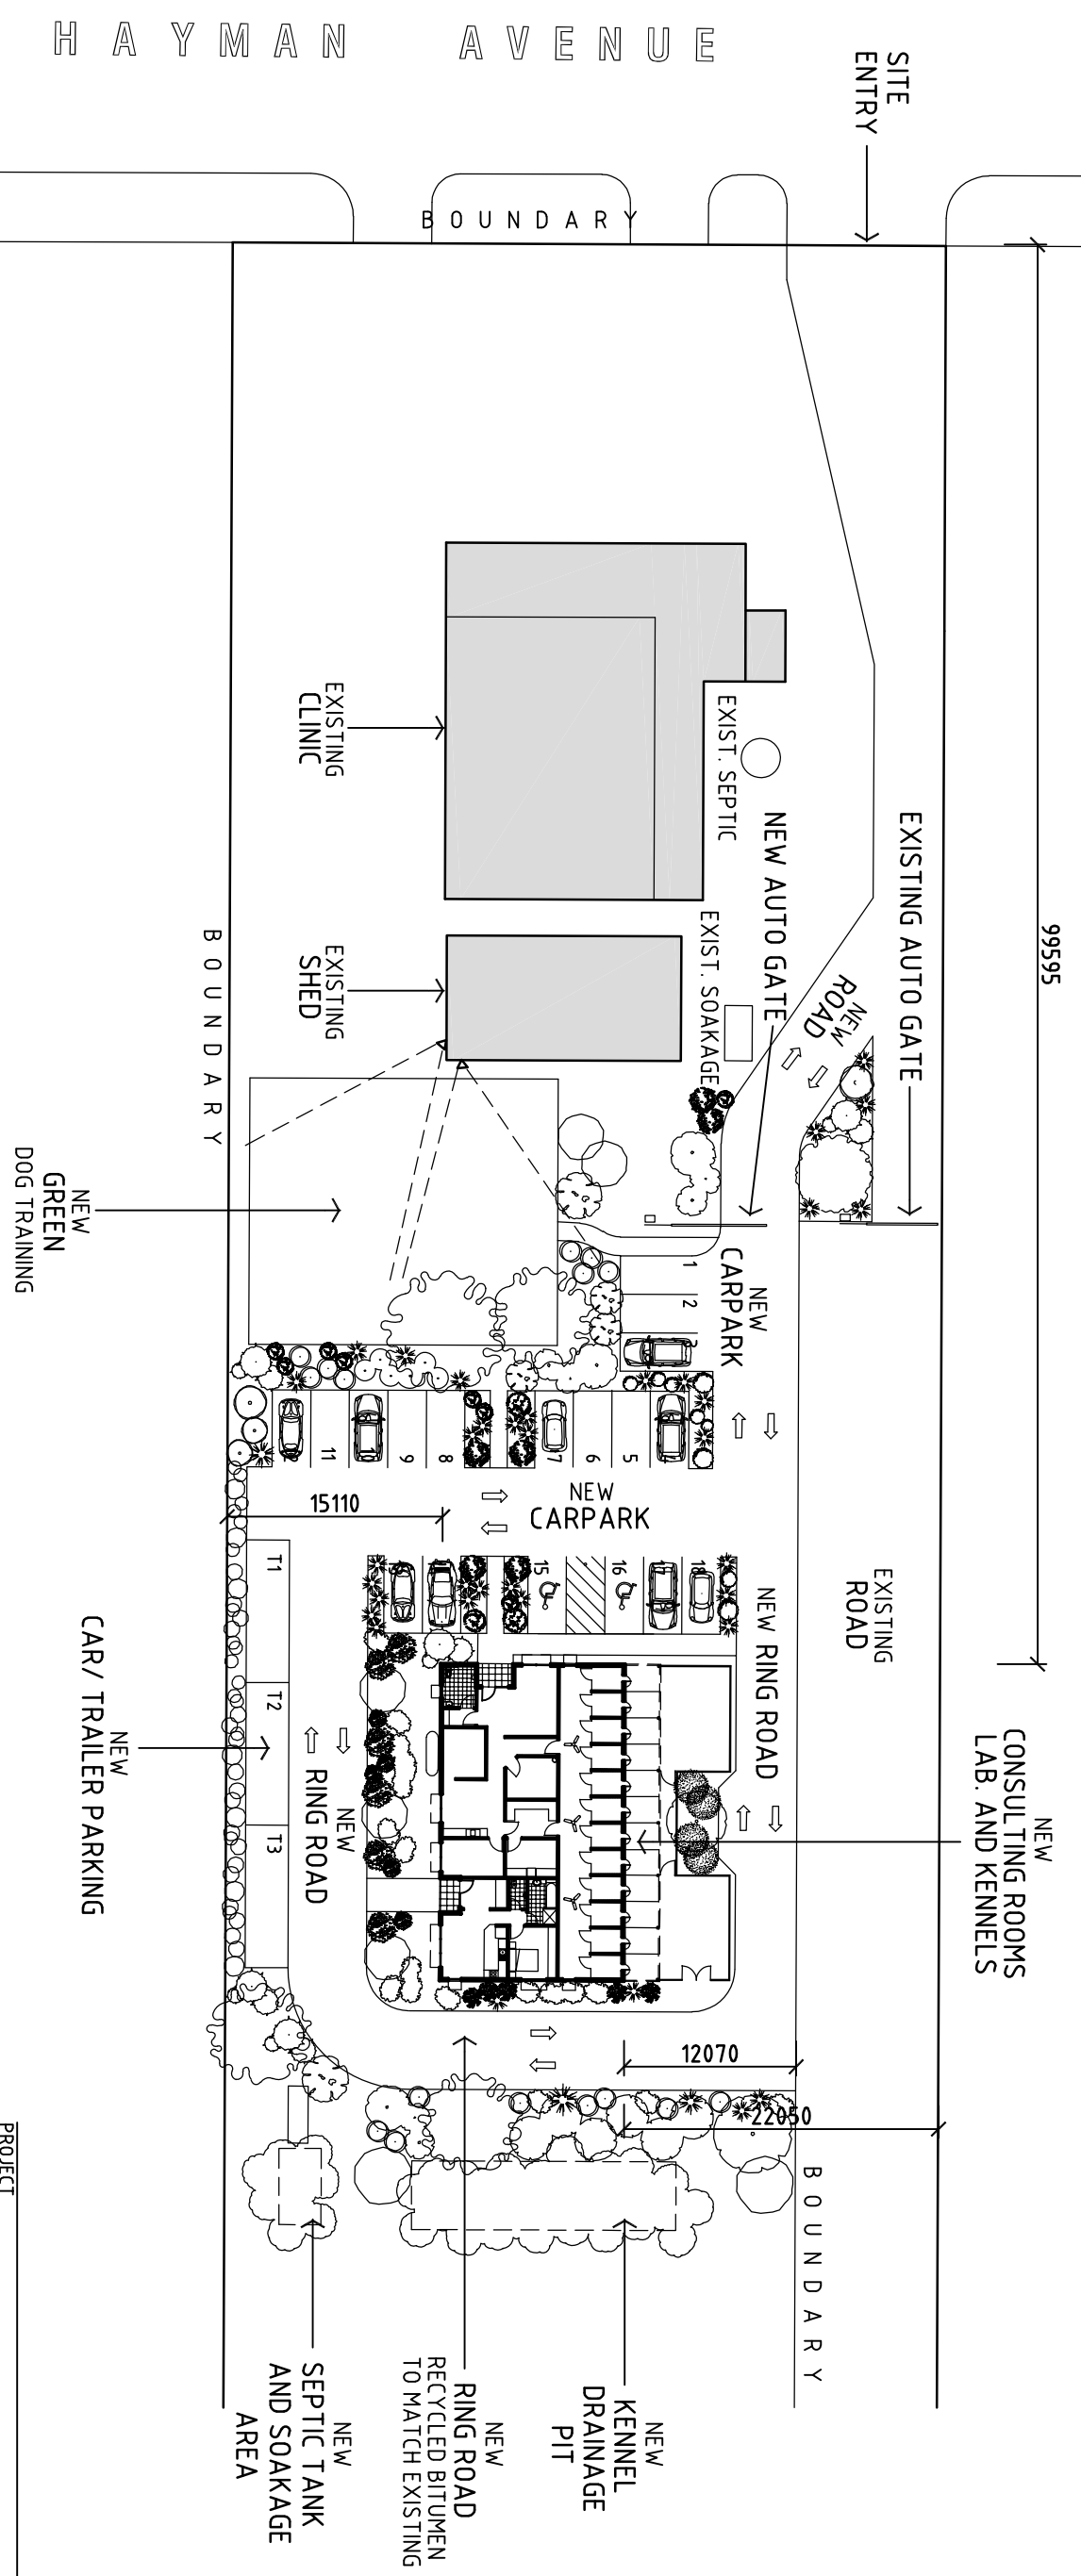 HAYMAN AVENUE
SITE
ENTRY
BOUNDARY
99595
EXISTING
CLINIC
EXIST. SEPTIC
NEW AUTO GATE
EXISTING AUTO GATE
EXISTING
SHED
EXIST. SOAKAGE
NEW
ROAD
BOUNDARY
NEW
GREEN
DOG TRAINING
NEW
CARPARK
1
2
3
11
9
8
7
6
5
NEW
CARPARK
15110
15
16
EXISTING
ROAD
NEW RING ROAD
T1
T2
T3
NEW
CAR/ TRAILER PARKING
NEW
RING ROAD
NEW
CONSULTING ROOMS
LAB. AND KENNELS
12070
22050
BOUNDARY
NEW
KENNEL
DRAINAGE
PIT
NEW
RING ROAD
RECYCLED BITUMEN
TO MATCH EXISTING
NEW
SEPTIC TANK
AND SOAKAGE
AREA
PROJECT